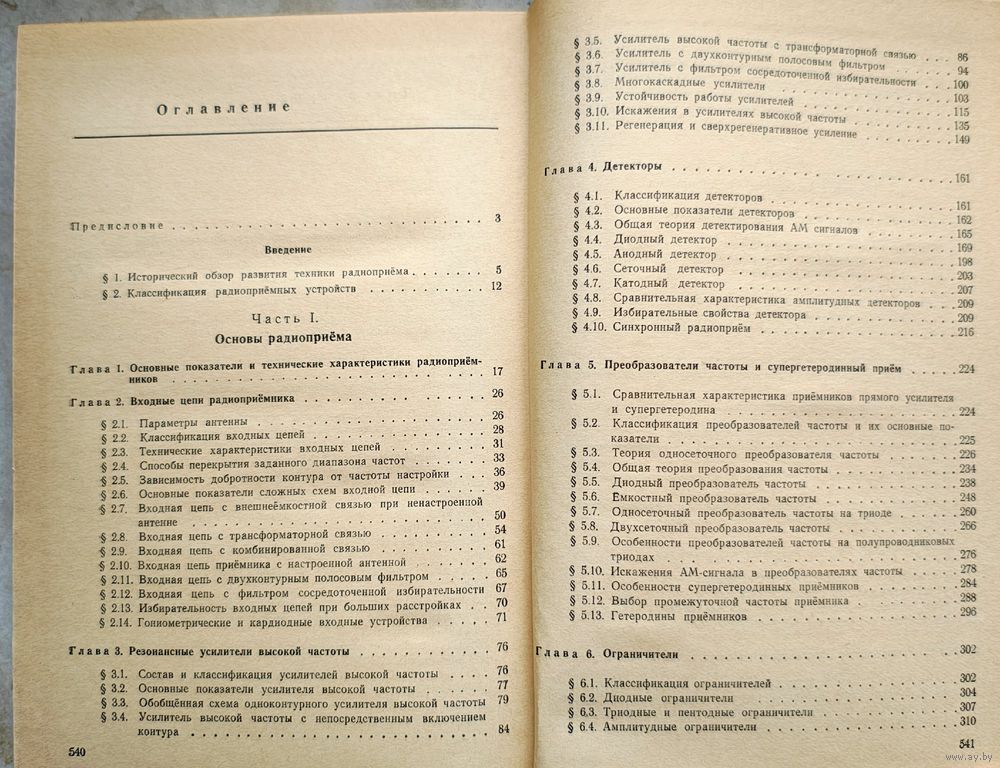 Оглавление
Предисловие . . . . . . . . . . 3
Введение
§ 1. Исторический обзор развития техники радиоприёма . . . . . . 5
§ 2. Классификация радиоприёмных устройств . . . . . . 12
Часть I.
Основы радиоприёма
Глава 1. Основные показатели и технические характеристики радиоприём-
ников . . . . . . 17
Глава 2. Входные цепи радиоприёмника . . . . . . 26
§ 2.1. Параметры антенны . . . . . . 26
§ 2.2. Классификация входных цепей . . . . . . 28
§ 2.3. Технические характеристики входных цепей . . . . . . 31
§ 2.4. Способы перекрытия заданного диапазона частот . . . . . . 33
§ 2.5. Зависимость добротности контура от частоты настройки . . . 36
§ 2.6. Основные показатели сложных схем входной цепи . . . . . . 39
§ 2.7. Входная цепь с внешнеёмкостной связью при ненастроенной
антенне . . . . . . 50
§ 2.8. Входная цепь с трансформаторной связью . . . . . . 54
§ 2.9. Входная цепь с комбинированной связью . . . . . . 61
§ 2.10. Входная цепь приёмника с настроенной антенной . . . . . . 62
§ 2.11. Входная цепь с двухконтурным полосовым фильтром . . . . . . 65
§ 2.12. Входная цепь с фильтром сосредоточенной избирательности 67
§ 2.13. Избирательность входных цепей при больших расстройках . . 70
§ 2.14. Гониометрические и кардиодные входные устройства . . . . . 71
Глава 3. Резонансные усилители высокой частоты . . . . . . 76
§ 3.1. Состав и классификация усилителей высокой частоты . . . . 76
§ 3.2. Основные показатели усилителя высокой частоты . . . . . . 77
§ 3.3. Обобщённая схема одноконтурного усилителя высокой частоты 79
§ 3.4. Усилитель высокой частоты с непосредственным включением
контура . . . . . . 84
540
§ 3.5. Усилитель высокой частоты с трансформаторной связью . . . 86
§ 3.6. Усилитель с двухконтурным полосовым фильтром . . . . . . 94
§ 3.7. Усилитель с фильтром сосредоточенной избирательности . . . 100
§ 3.8. Многокаскадные усилители . . . . . . 103
§ 3.9. Устойчивость работы усилителей . . . . . . 115
§ 3.10. Искажения в усилителях высокой частоты . . . . . . 135
§ 3.11. Регенерация и сверхрегенеративное усиление . . . . . . 149
Глава 4. Детекторы . . . . . . 161
§ 4.1. Классификация детекторов . . . . . . 161
§ 4.2. Основные показатели детекторов . . . . . . 162
§ 4.3. Общая теория детектирования АМ сигналов . . . . . . 165
§ 4.4. Диодный детектор . . . . . . 169
§ 4.5. Анодный детектор . . . . . . 198
§ 4.6. Сеточный детектор . . . . . . 203
§ 4.7. Катодный детектор . . . . . . 207
§ 4.8. Сравнительная характеристика амплитудных детекторов . . . . 209
§ 4.9. Избирательные свойства детектора . . . . . . 209
§ 4.10. Синхронный радиоприём . . . . . . 216
Глава 5. Преобразователи частоты и супергетеродинный приём . . . . 224
§ 5.1. Сравнительная характеристика приёмников прямого усилителя
и супергетеродина . . . . . . 224
§ 5.2. Классификация преобразователей частоты и их основные по-
казатели . . . . . . 225
§ 5.3. Теория односеточного преобразователя частоты . . . . . . 226
§ 5.4. Общая теория преобразования частоты . . . . . . 234
§ 5.5. Диодный преобразователь частоты . . . . . . 238
§ 5.6. Ёмкостный преобразователь частоты . . . . . . 248
§ 5.7. Односеточный преобразователь частоты на триоде . . . . . . 260
§ 5.8. Двухсеточный преобразователь частоты . . . . . . 266
§ 5.9. Особенности преобразователей частоты на полупроводниковых
триодах . . . . . . 276
§ 5.10. Искажения АМ-сигнала в преобразователях частоты . . . . . 278
§ 5.11. Особенности супергетеродинных приёмников . . . . . . 284
§ 5.12. Выбор промежуточной частоты приёмника . . . . . . 288
§ 5.13. Гетеродины приёмников . . . . . . 296
Глава 6. Ограничители . . . . . . 302
§ 6.1. Классификация ограничителей . . . . . . 302
§ 6.2. Диодные ограничители . . . . . . 304
§ 6.3. Триодные и пентодные ограничители . . . . . . 307
§ 6.4. Амплитудные ограничители . . . . . . 310
541
www.ay.by